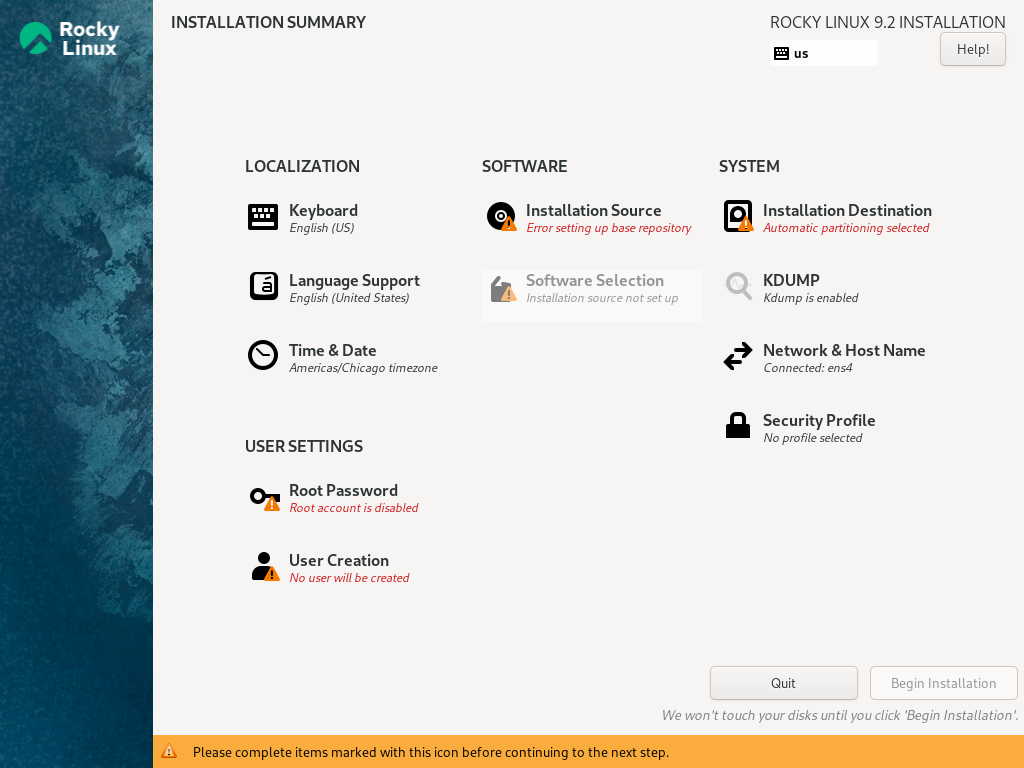 Rocky
Linux
INSTALLATION SUMMARY
ROCKY LINUX 9.2 INSTALLATION
us
Help!
LOCALIZATION
Keyboard
English (US)
Language Support
English (United States)
Time & Date
Americas/Chicago timezone
USER SETTINGS
Root Password
Root account is disabled
User Creation
No user will be created
SOFTWARE
Installation Source
Error setting up base repository
Software Selection
Installation source not set up
SYSTEM
Installation Destination
Automatic partitioning selected
KDUMP
Kdump is enabled
Network & Host Name
Connected: ens4
Security Profile
No profile selected
Quit
Begin Installation
We won't touch your disks until you click 'Begin Installation'.
Please complete items marked with this icon before continuing to the next step.